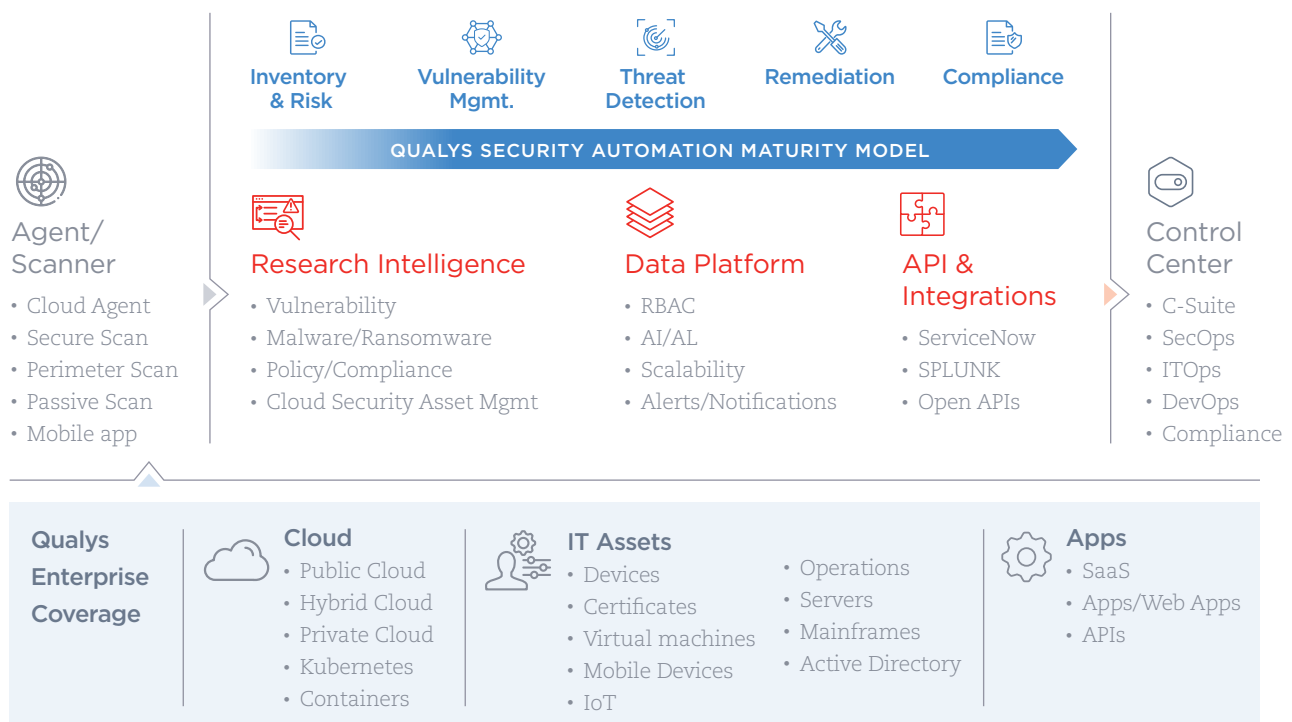 Inventory
& Risk
Vulnerability
Mgmt.
Threat
Detection
Remediation
Compliance
QUALYS SECURITY AUTOMATION MATURITY MODEL
Agent/
Scanner
• Cloud Agent
• Secure Scan
• Perimeter Scan
• Passive Scan
• Mobile app
Research Intelligence
• Vulnerability
• Malware/Ransomware
• Policy/Compliance
• Cloud Security Asset Mgmt
Data Platform
• RBAC
• AI/AL
• Scalability
• Alerts/Notifications
API &
Integrations
• ServiceNow
• SPLUNK
• Open APIs
Control
Center
• C-Suite
• SecOps
• ITOps
• DevOps
• Compliance
Qualys
Enterprise
Coverage
Cloud
• Public Cloud
• Hybrid Cloud
• Private Cloud
• Kubernetes
• Containers
IT Assets
• Devices
• Certificates
• Virtual machines
• Mobile Devices
• IoT
• Operations
• Servers
• Mainframes
• Active Directory
Apps
• SaaS
• Apps/Web Apps
• APIs